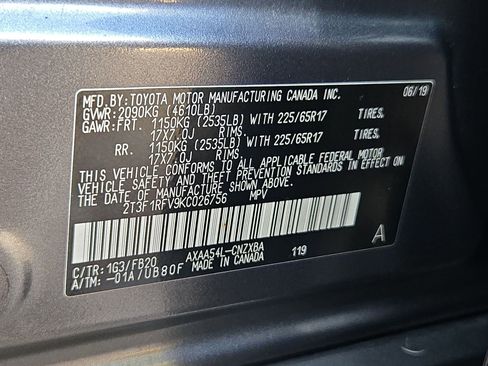 MFD.BY:TOYOTA MOTOR MANUFACTURING CANADA INC. 06/19
GVWR: 2090KG (4610LB)
GAWR: FRT. 1150KG (2535LB) WITH 225/65R17 TIRES.
17X7.0J RIMS.
RR. 1150KG (2535LB) WITH 225/65R17 TIRES.
17X7.0J RIMS.
THIS VEHICLE CONFORMS TO ALL APPLICABLE FEDERAL MOTOR
VEHICLE SAFETY AND THEFT PREVENTION STANDARDS IN EFFECT ON
THE DATE OF MANUFACTURE SHOWN ABOVE.
2T3F1RFV9KC026756 MPV
C/TR: 1G3/FB20 AXAA54L-CNZXBA A
A/TM: -01A/UB80F MADE IN CANADA 119